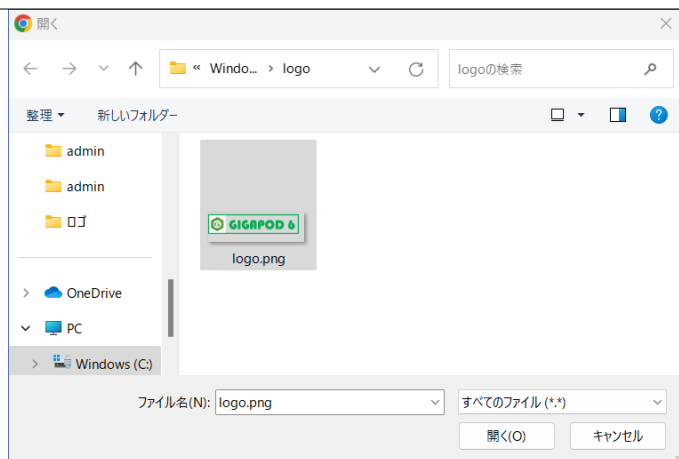 開く
« Windo... › logo
logoの検索
整理
新しいフォルダー
admin
admin
ロゴ
GIGAPOD 6
logo.png
OneDrive
PC
Windows (C:)
ファイル名(N): logo.png
すべてのファイル (*.*)
開く(O)
キャンセル